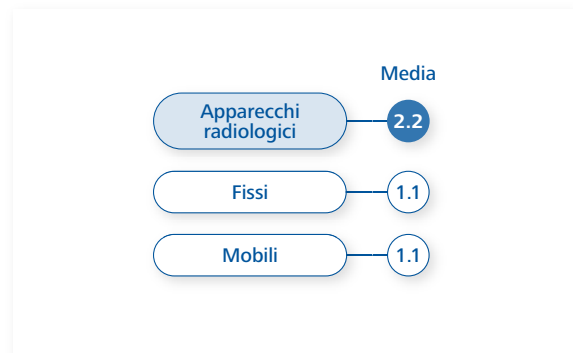 Media
Apparecchi
radiologici
2.2
Fissi
1.1
Mobili
1.1